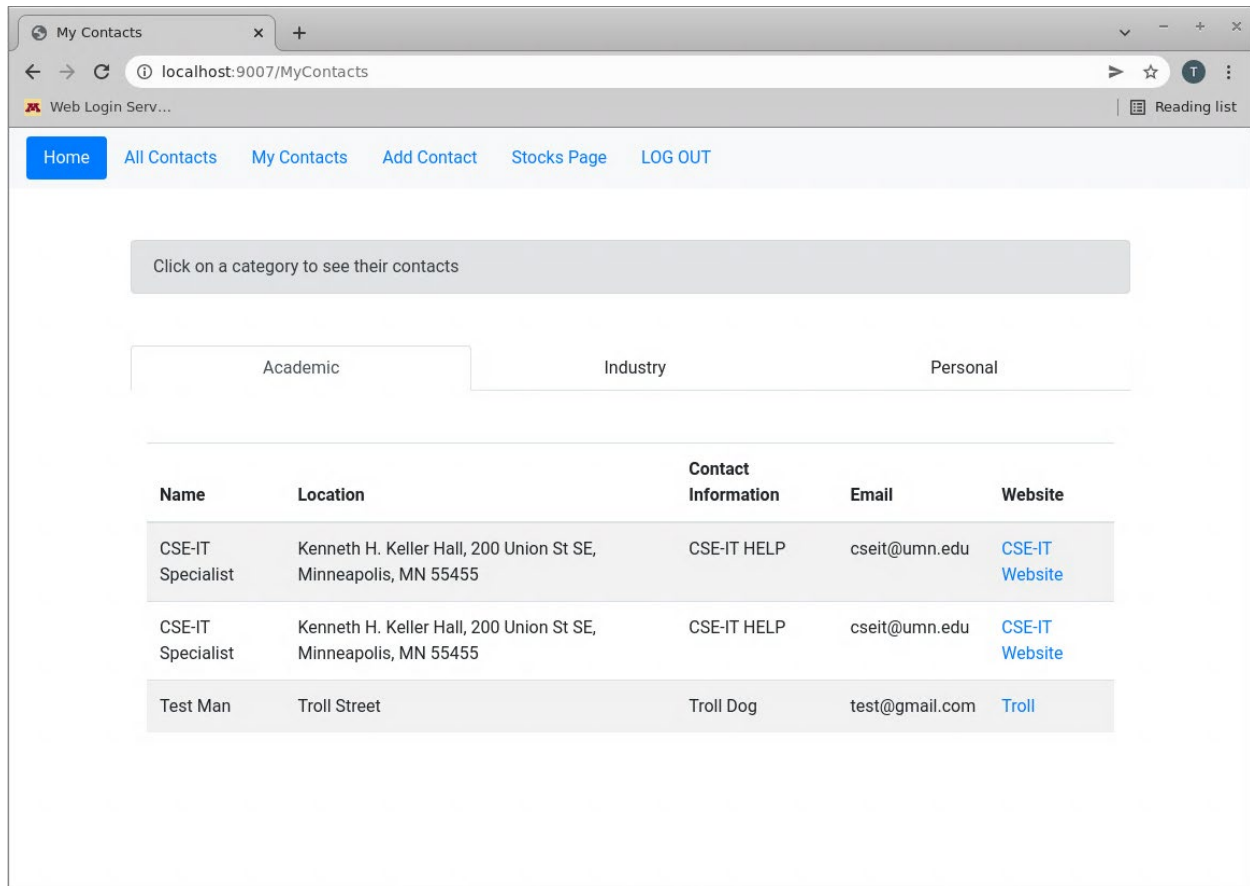 My Contacts
localhost:9007/MyContacts
T
Web Login Serv...
Reading list
Home All Contacts My Contacts Add Contact Stocks Page LOG OUT
Click on a category to see their contacts
Academic Industry Personal
Contact
Name Location Information Email Website
CSE-IT Kenneth H. Keller Hall, 200 Union St SE, CSE-IT HELP cseit@umn.edu CSE-IT
Specialist Minneapolis, MN 55455 Website
CSE-IT Kenneth H. Keller Hall, 200 Union St SE, CSE-IT HELP cseit@umn.edu CSE-IT
Specialist Minneapolis, MN 55455 Website
Test Man Troll Street Troll Dog test@gmail.com Troll